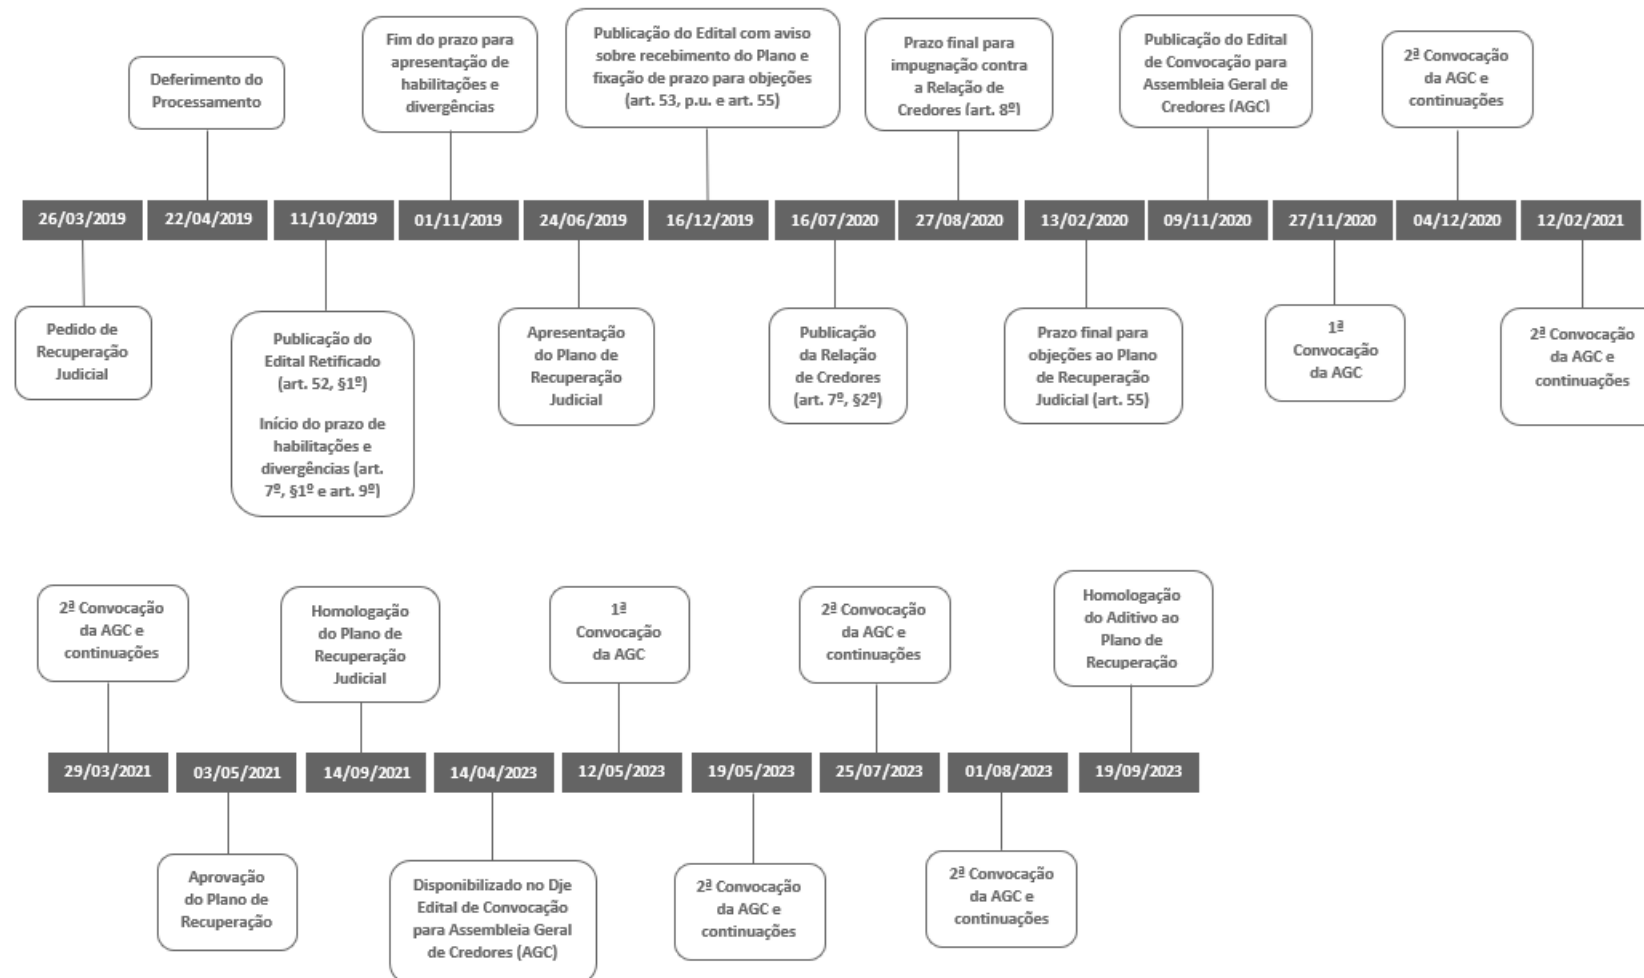 Deferimento do
Processamento
Fim do prazo para
apresentação de
habilitações e
divergências
Publicação do Edital com aviso
sobre recebimento do Plano e
fixação de prazo para objeções
(art. 53, p.u. e art. 55)
Prazo final para
impugnação contra
a Relação de
Credores (art. 8º)
Publicação do Edital
de Convocação para
Assembleia Geral de
Credores (AGC)
2ª Convocação
da AGC e
continuações
26/03/2019 22/04/2019 11/10/2019 01/11/2019 24/06/2019 16/12/2019 16/07/2020 27/08/2020 13/02/2020 09/11/2020 27/11/2020 04/12/2020 12/02/2021
Pedido de
Recuperação
Judicial
Publicação do
Edital Retificado
(art. 52, §1º)
Início do prazo de
habilitações e
divergências (art.
7º, §1º e art. 9º)
Apresentação
do Plano de
Recuperação
Judicial
Publicação
da Relação
de Credores
(art. 7º, §2º)
Prazo final para
objeções ao Plano
de Recuperação
Judicial (art. 55)
1ª
Convocação
da AGC
2ª Convocação
da AGC e
continuações
2ª Convocação
da AGC e
continuações
Homologação
do Plano de
Recuperação
Judicial
1ª
Convocação
da AGC
2ª Convocação
da AGC e
continuações
Homologação
do Aditivo ao
Plano de
Recuperação
29/03/2021 03/05/2021 14/09/2021 14/04/2023 12/05/2023 19/05/2023 25/07/2023 01/08/2023 19/09/2023
Aprovação
do Plano de
Recuperação
Disponibilizado no Dje
Edital de Convocação
para Assembleia Geral
de Credores (AGC)
2ª Convocação
da AGC e
continuações
2ª Convocação
da AGC e
continuações